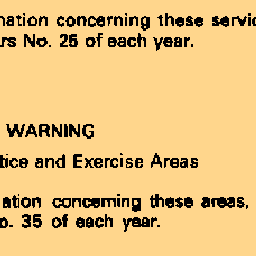 nation concerning these servic
rs No. 25 of each year.
WARNING
tice and Exercise Areas
ation concerning these areas,
o. 35 of each year.